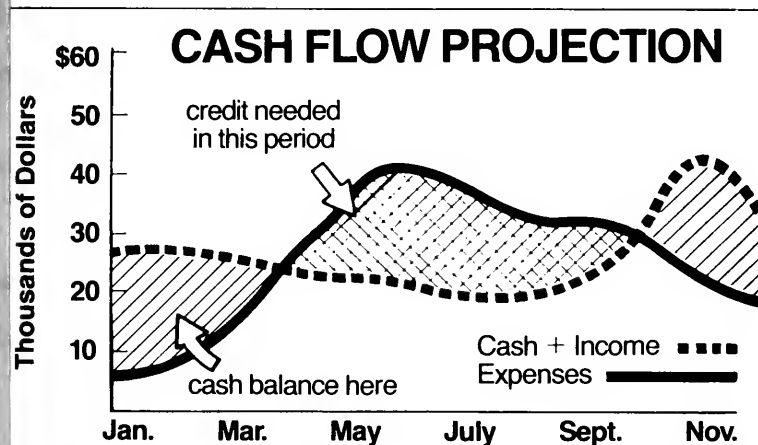 CASH FLOW PROJECTION
Thousands of Dollars
$60
50
40
30
20
10
credit needed
in this period
cash balance here
Cash + Income
Expenses
Jan. Mar. May July Sept. Nov.